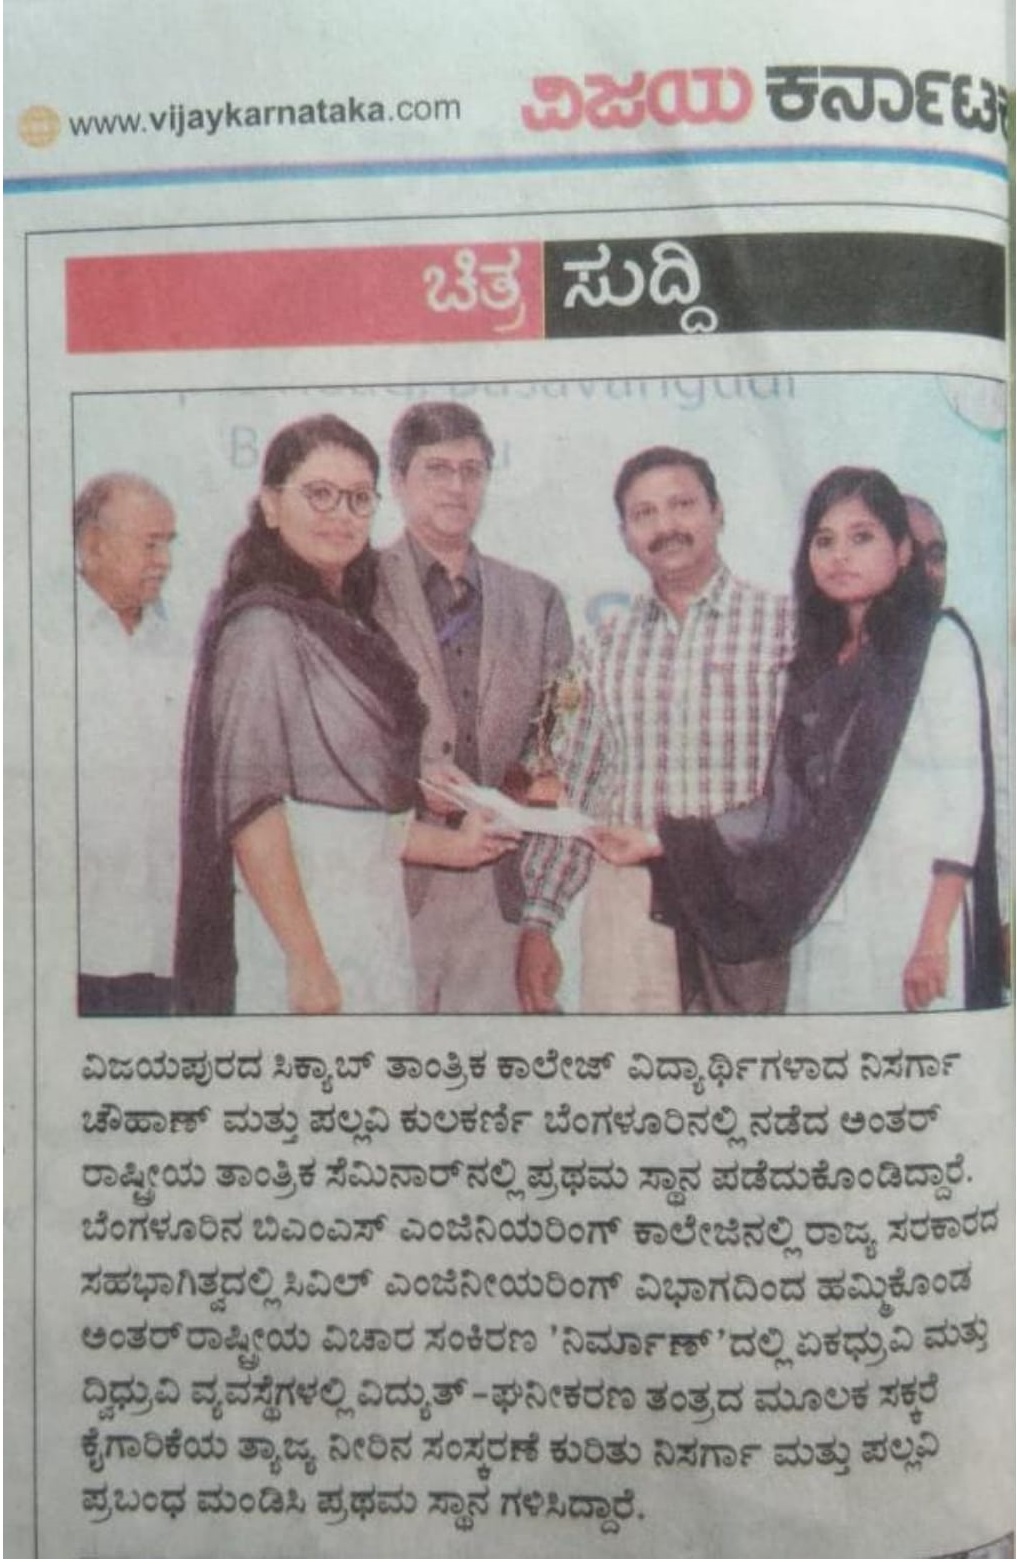 www.vijaykarnataka.com ವಿಜಯ
ಚಿತ್ರ ಸುದ್ದಿ
ವಿಜಯಪುರದ ಸಿಕ್ಯಾಬ್ ತಾಂತ್ರಿಕ ಕಾಲೇಜ್ ವಿದ್ಯಾರ್ಥಿಗಳಾದ ನಿಸರ್ಗಾ
ಚೌಹಾಣ್ ಮತ್ತು ಪಲ್ಲವಿ ಕುಲಕರ್ಣಿ ಬೆಂಗಳೂರಿನಲ್ಲಿ ನಡೆದ ಅಂತರ್
ರಾಷ್ಟ್ರೀಯ ತಾಂತ್ರಿಕ ಸೆಮಿನಾರ್‌ನಲ್ಲಿ ಪ್ರಥಮ ಸ್ಥಾನ ಪಡೆದುಕೊಂಡಿದ್ದಾರೆ.
ಬೆಂಗಳೂರಿನ ಬಿಎಂಎಸ್ ಎಂಜಿನಿಯರಿಂಗ್ ಕಾಲೇಜಿನಲ್ಲಿ ರಾಜ್ಯ ಸರಕಾರದ
ಸಹಭಾಗಿತ್ವದಲ್ಲಿ ಸಿವಿಲ್ ಎಂಜಿನೀಯರಿಂಗ್ ವಿಭಾಗದಿಂದ ಹಮ್ಮಿಕೊಂಡ
ಅಂತರ್‌ರಾಷ್ಟ್ರೀಯ ವಿಚಾರ ಸಂಕಿರಣ 'ನಿರ್ಮಾಣ್'ದಲ್ಲಿ ಏಕಧ್ರುವಿ ಮತ್ತು
ದ್ವಿಧ್ರುವಿ ವ್ಯವಸ್ಥೆಗಳಲ್ಲಿ ವಿದ್ಯುತ್-ಘನೀಕರಣ ತಂತ್ರದ ಮೂಲಕ ಸಕ್ಕರೆ
ಕೈಗಾರಿಕೆಯ ತ್ಯಾಜ್ಯ ನೀರಿನ ಸಂಸ್ಕರಣೆ ಕುರಿತು ನಿಸರ್ಗಾ ಮತ್ತು ಪಲ್ಲವಿ
ಪ್ರಬಂಧ ಮಂಡಿಸಿ ಪ್ರಥಮ ಸ್ಥಾನ ಗಳಿಸಿದ್ದಾರೆ.